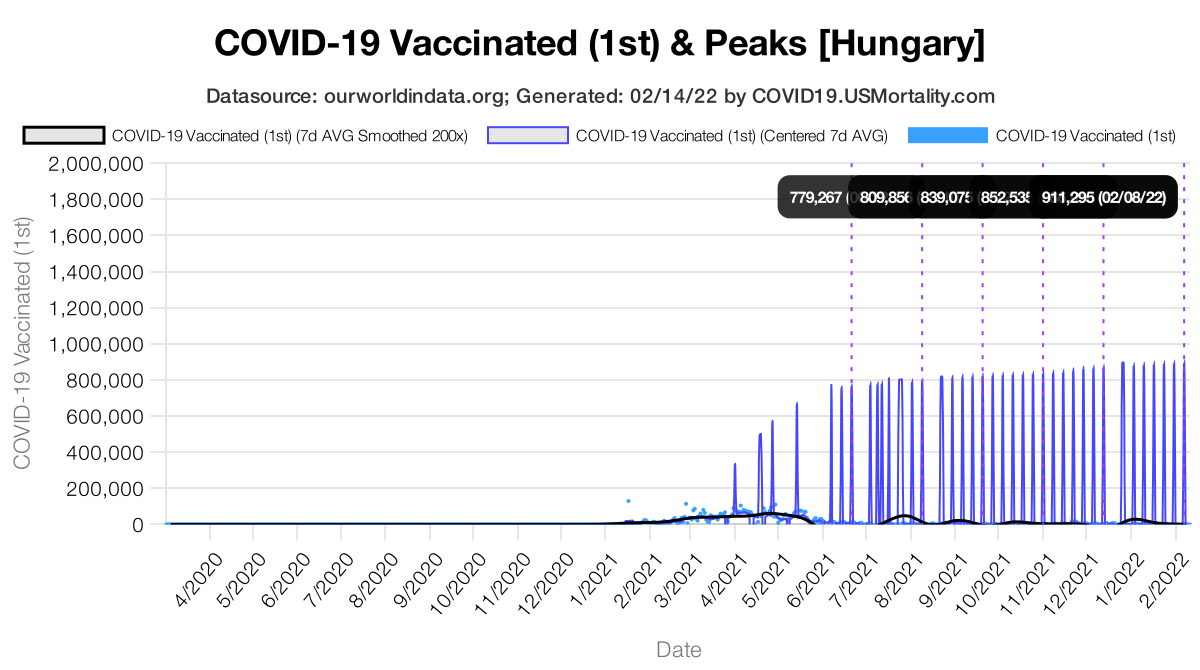 COVID-19 Vaccinated (1st) & Peaks [Hungary]
Datasource: ourworldindata.org; Generated: 02/14/22 by COVID19.USMortality.com
COVID-19 Vaccinated (1st) (7d AVG Smoothed 200x) COVID-19 Vaccinated (1st) (Centered 7d AVG) COVID-19 Vaccinated (1st)
2,000,000
1,800,000
1,600,000
1,400,000
1,200,000
1,000,000
800,000
600,000
400,000
200,000
0
COVID-19 Vaccinated (1st)
779,267 809,856 839,075 852,535 911,295 (02/08/22)
4/2020 5/2020 6/2020 7/2020 8/2020 9/2020 10/2020 11/2020 12/2020 1/2021 2/2021 3/2021 4/2021 5/2021 6/2021 7/2021 8/2021 9/2021 10/2021 11/2021 12/2021 1/2022 2/2022
Date